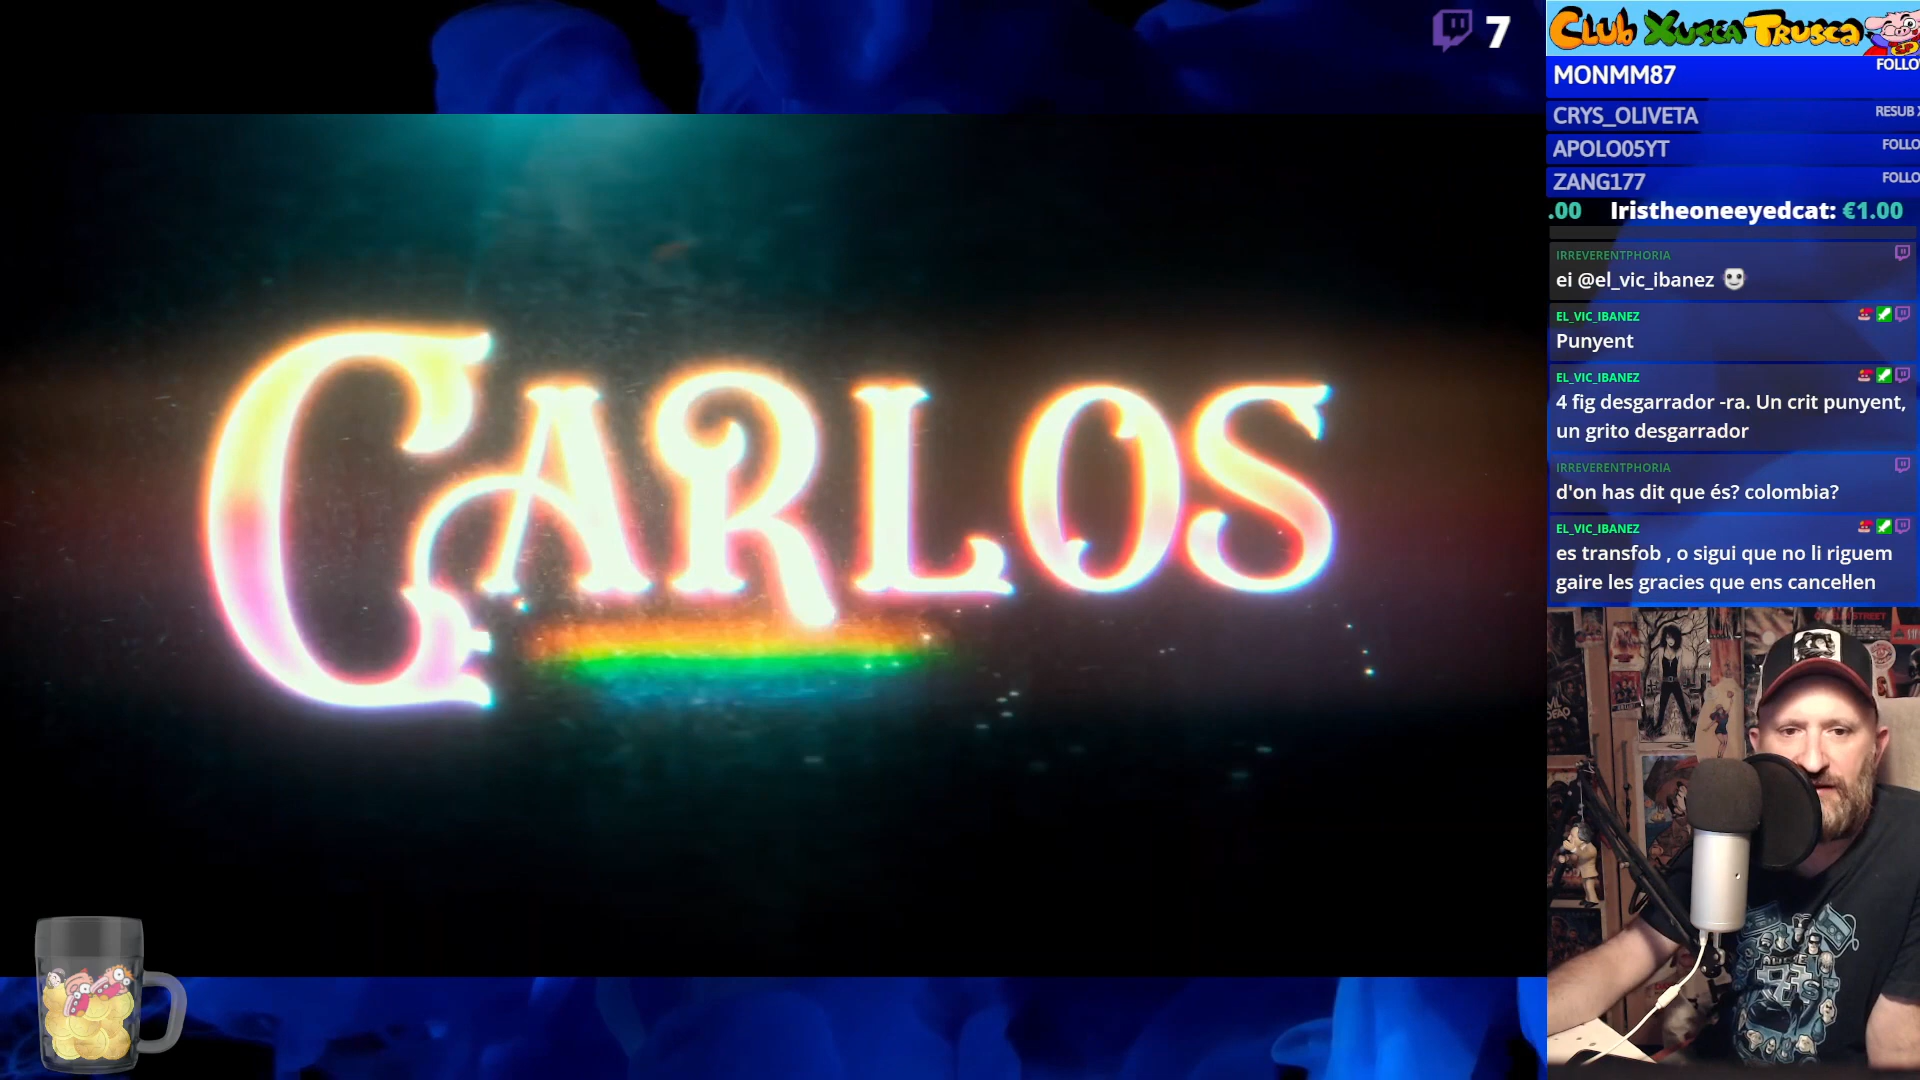 7
Club Xusca Trusca
MONMM87 FOLLO
CRYS_OLIVETA RESUB X
APOLO05YT FOLLO
ZANG177 FOLLO
.00 Iristheoneeyedcat: €1.00
CARLOS
IRREVERENTPHORIA
ei @el_vic_ibanez
EL_VIC_IBANEZ
Punyent
EL_VIC_IBANEZ
4 fig desgarrador -ra. Un crit punyent,
un grito desgarrador
IRREVERENTPHORIA
d'on has dit que és? colombia?
EL_VIC_IBANEZ
es transfob , o sigui que no li riguem
gaire les gracies que ens canceŀlen